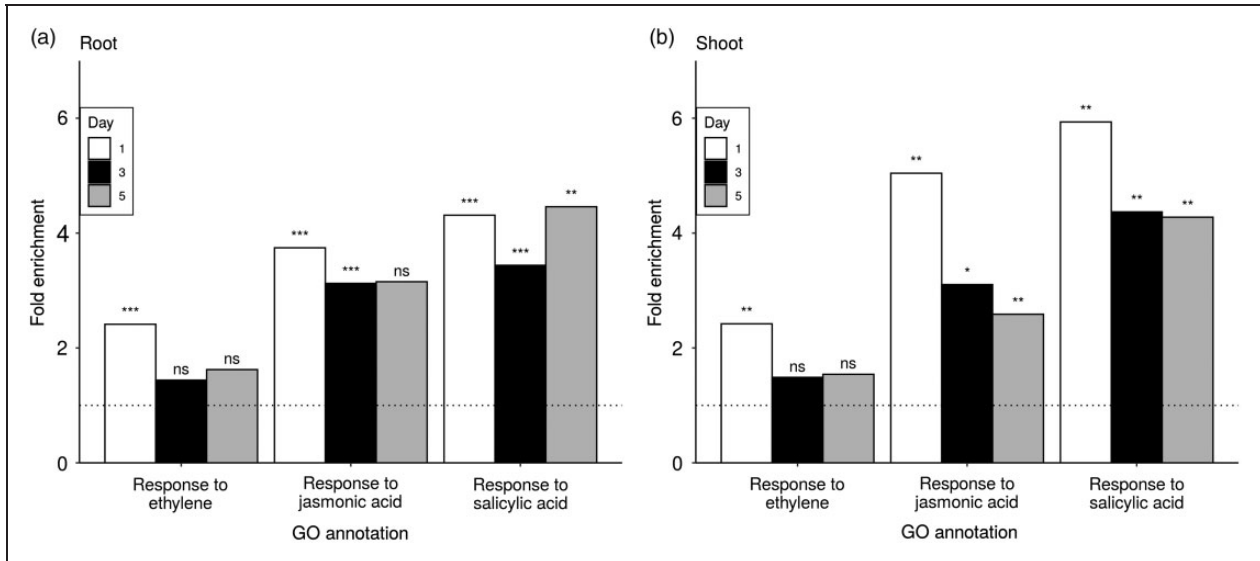 (a)
Root
Fold enrichment
6
4
2
0
Day
1
3
5
***
ns
ns
***
***
ns
***
***
**
Response to
ethylene
Response to
jasmonic acid
Response to
salicylic acid
GO annotation
(b)
Shoot
Fold enrichment
6
4
2
0
Day
1
3
5
**
ns
ns
**
*
**
**
**
**
Response to
ethylene
Response to
jasmonic acid
Response to
salicylic acid
GO annotation